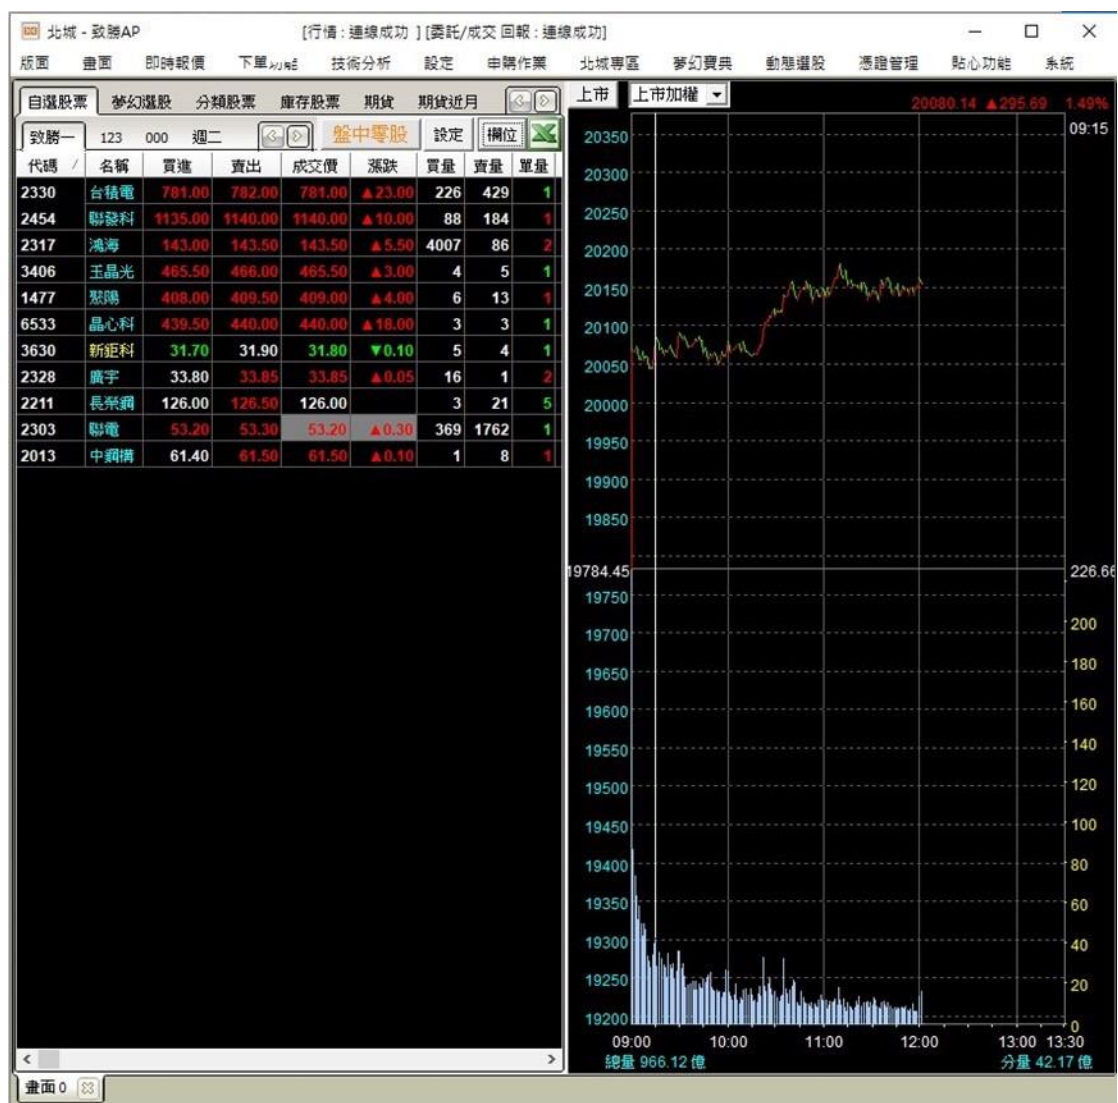 北城 - 致勝AP [行情 : 連線成功 ] [委託/成交 回報 : 連線成功]
版面 畫面 即時報價 下單功能 技術分析 設定 申購作業 北城專區 夢幻寶典 動態選股 憑證管理 貼心功能 系統
自選股票 夢幻選股 分類股票 庫存股票 期貨 期貨近月
致勝一 123 000 週二 盤中零股 設定 欄位
代碼 / 名稱 買進 賣出 成交價 漲跌 買量 賣量 單量
2330 台積電 781.00 782.00 781.00 ▲23.00 226 429 1
2454 聯發科 1135.00 1140.00 1140.00 ▲10.00 88 184 1
2317 鴻海 143.00 143.50 143.50 ▲5.50 4007 86 2
3406 玉晶光 465.50 466.00 465.50 ▲3.00 4 5 1
1477 聚陽 408.00 409.50 409.00 ▲4.00 6 13 1
6533 晶心科 439.50 440.00 440.00 ▲18.00 3 3 1
3630 新鉅科 31.70 31.90 31.80 ▼0.10 5 4 1
2328 廣宇 33.80 33.85 33.85 ▲0.05 16 1 2
2211 長榮鋼 126.00 126.50 126.00 3 21 5
2303 聯電 53.20 53.30 53.20 ▲0.30 369 1762 1
2013 中鋼構 61.40 61.50 61.50 ▲0.10 1 8 1
畫面 0
上市 上市加權
20080.14 ▲295.69 1.49%
09:15
20350
20300
20250
20200
20150
20100
20050
20000
19950
19900
19850
19784.45 226.66
19750
19700
19650
19600
19550
19500
19450
19400
19350
19300
19250
19200
200
180
160
140
120
100
80
60
40
20
0
09:00 10:00 11:00 12:00 13:00 13:30
總量 966.12 億 分量 42.17 億